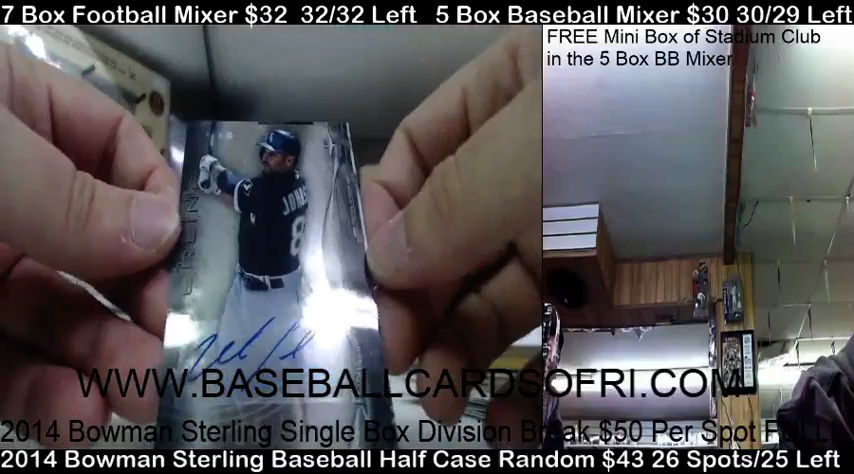 7 Box Football Mixer $32 32/32 Left 5 Box Baseball Mixer $30 30/29 Left
FREE Mini Box of Stadium Club
in the 5 Box BB Mixer
JONES
8
WWW.BASEBALLCARDSOFRI.COM
2014 Bowman Sterling Single Box Division Break $50 Per Spot FULL!
2014 Bowman Sterling Baseball Half Case Random $43 26 Spots/25 Left